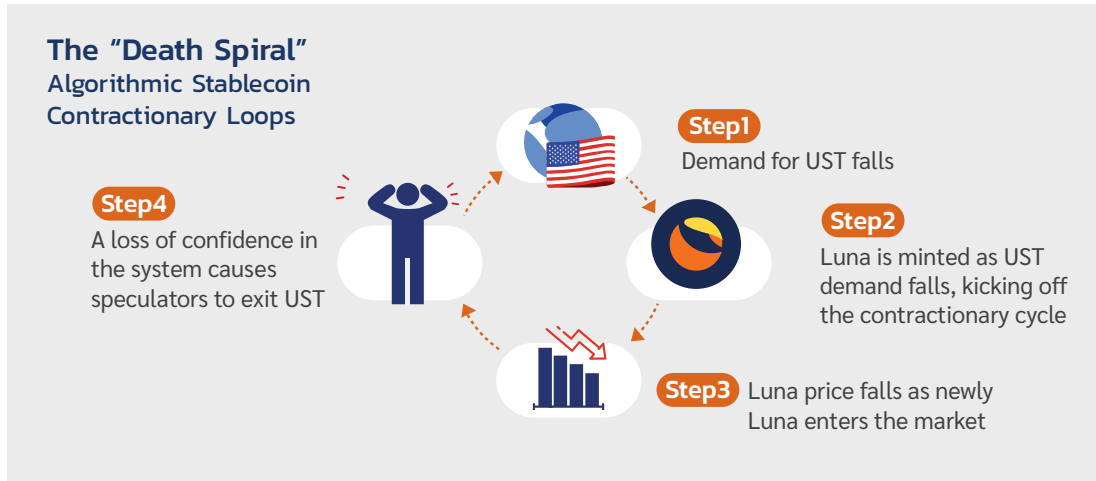 The “Death Spiral”
Algorithmic Stablecoin
Contractionary Loops
Step1
Demand for UST falls
Step2
Luna is minted as UST
demand falls, kicking off
the contractionary cycle
Step3
Luna price falls as newly
Luna enters the market
Step4
A loss of confidence in
the system causes
speculators to exit UST